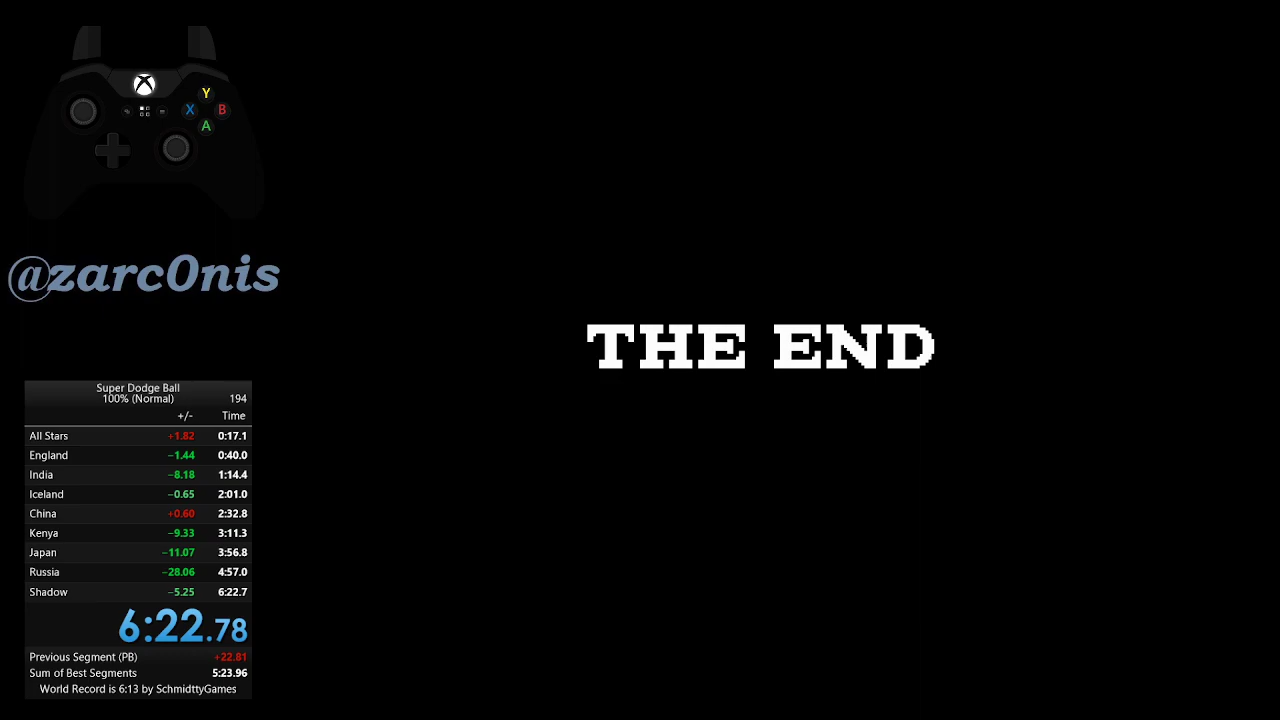 Y
X B
A
@zarc0nis
THE END
Super Dodge Ball
100% (Normal) 194
+/- Time
All Stars +1.82 0:17.1
England −1.44 0:40.0
India −8.18 1:14.4
Iceland −0.65 2:01.0
China +0.60 2:32.8
Kenya −9.33 3:11.3
Japan −11.07 3:56.8
Russia −28.06 4:57.0
Shadow −5.25 6:22.7
6:22.78
Previous Segment (PB) +22.81
Sum of Best Segments 5:23.96
World Record is 6:13 by SchmidttyGames